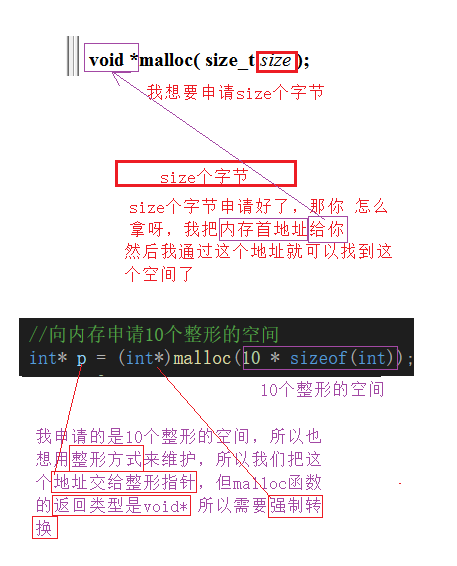 void *malloc( size_t size );
我想要申请size个字节
size个字节
size个字节申请好了，那你 怎么
拿呀，我把内存首地址给你
然后我通过这个地址就可以找到这
个空间了
//向内存申请10个整形的空间
int* p = (int*)malloc(10 * sizeof(int));
10个整形的空间
我申请的是10个整形的空间，所以也
想用整形方式来维护，所以我们把这
个地址交给整形指针，但malloc函数
的返回类型是void* 所以需要强制转
换